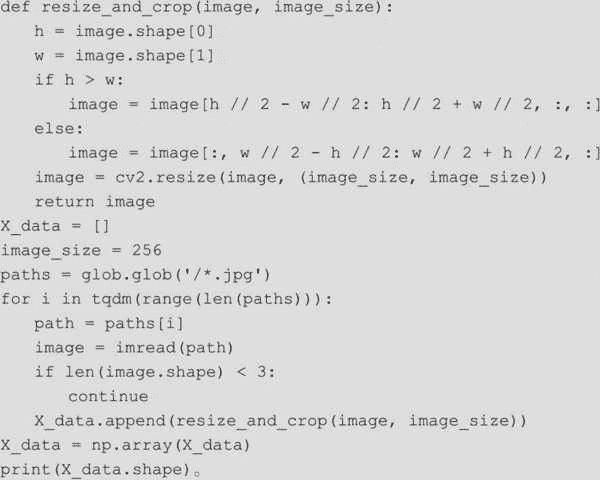 def resize_and_crop(image, image_size):
    h = image.shape[0]
    w = image.shape[1]
    if h > w:
        image = image[h // 2 - w // 2: h // 2 + w // 2, :, :]
    else:
        image = image[:, w // 2 - h // 2: w // 2 + h // 2, :]
    image = cv2.resize(image, (image_size, image_size))
    return image
X_data = []
image_size = 256
paths = glob.glob('/*.jpg')
for i in tqdm(range(len(paths))):
    path = paths[i]
    image = imread(path)
    if len(image.shape) < 3:
        continue
    X_data.append(resize_and_crop(image, image_size))
X_data = np.array(X_data)
print(X_data.shape)。